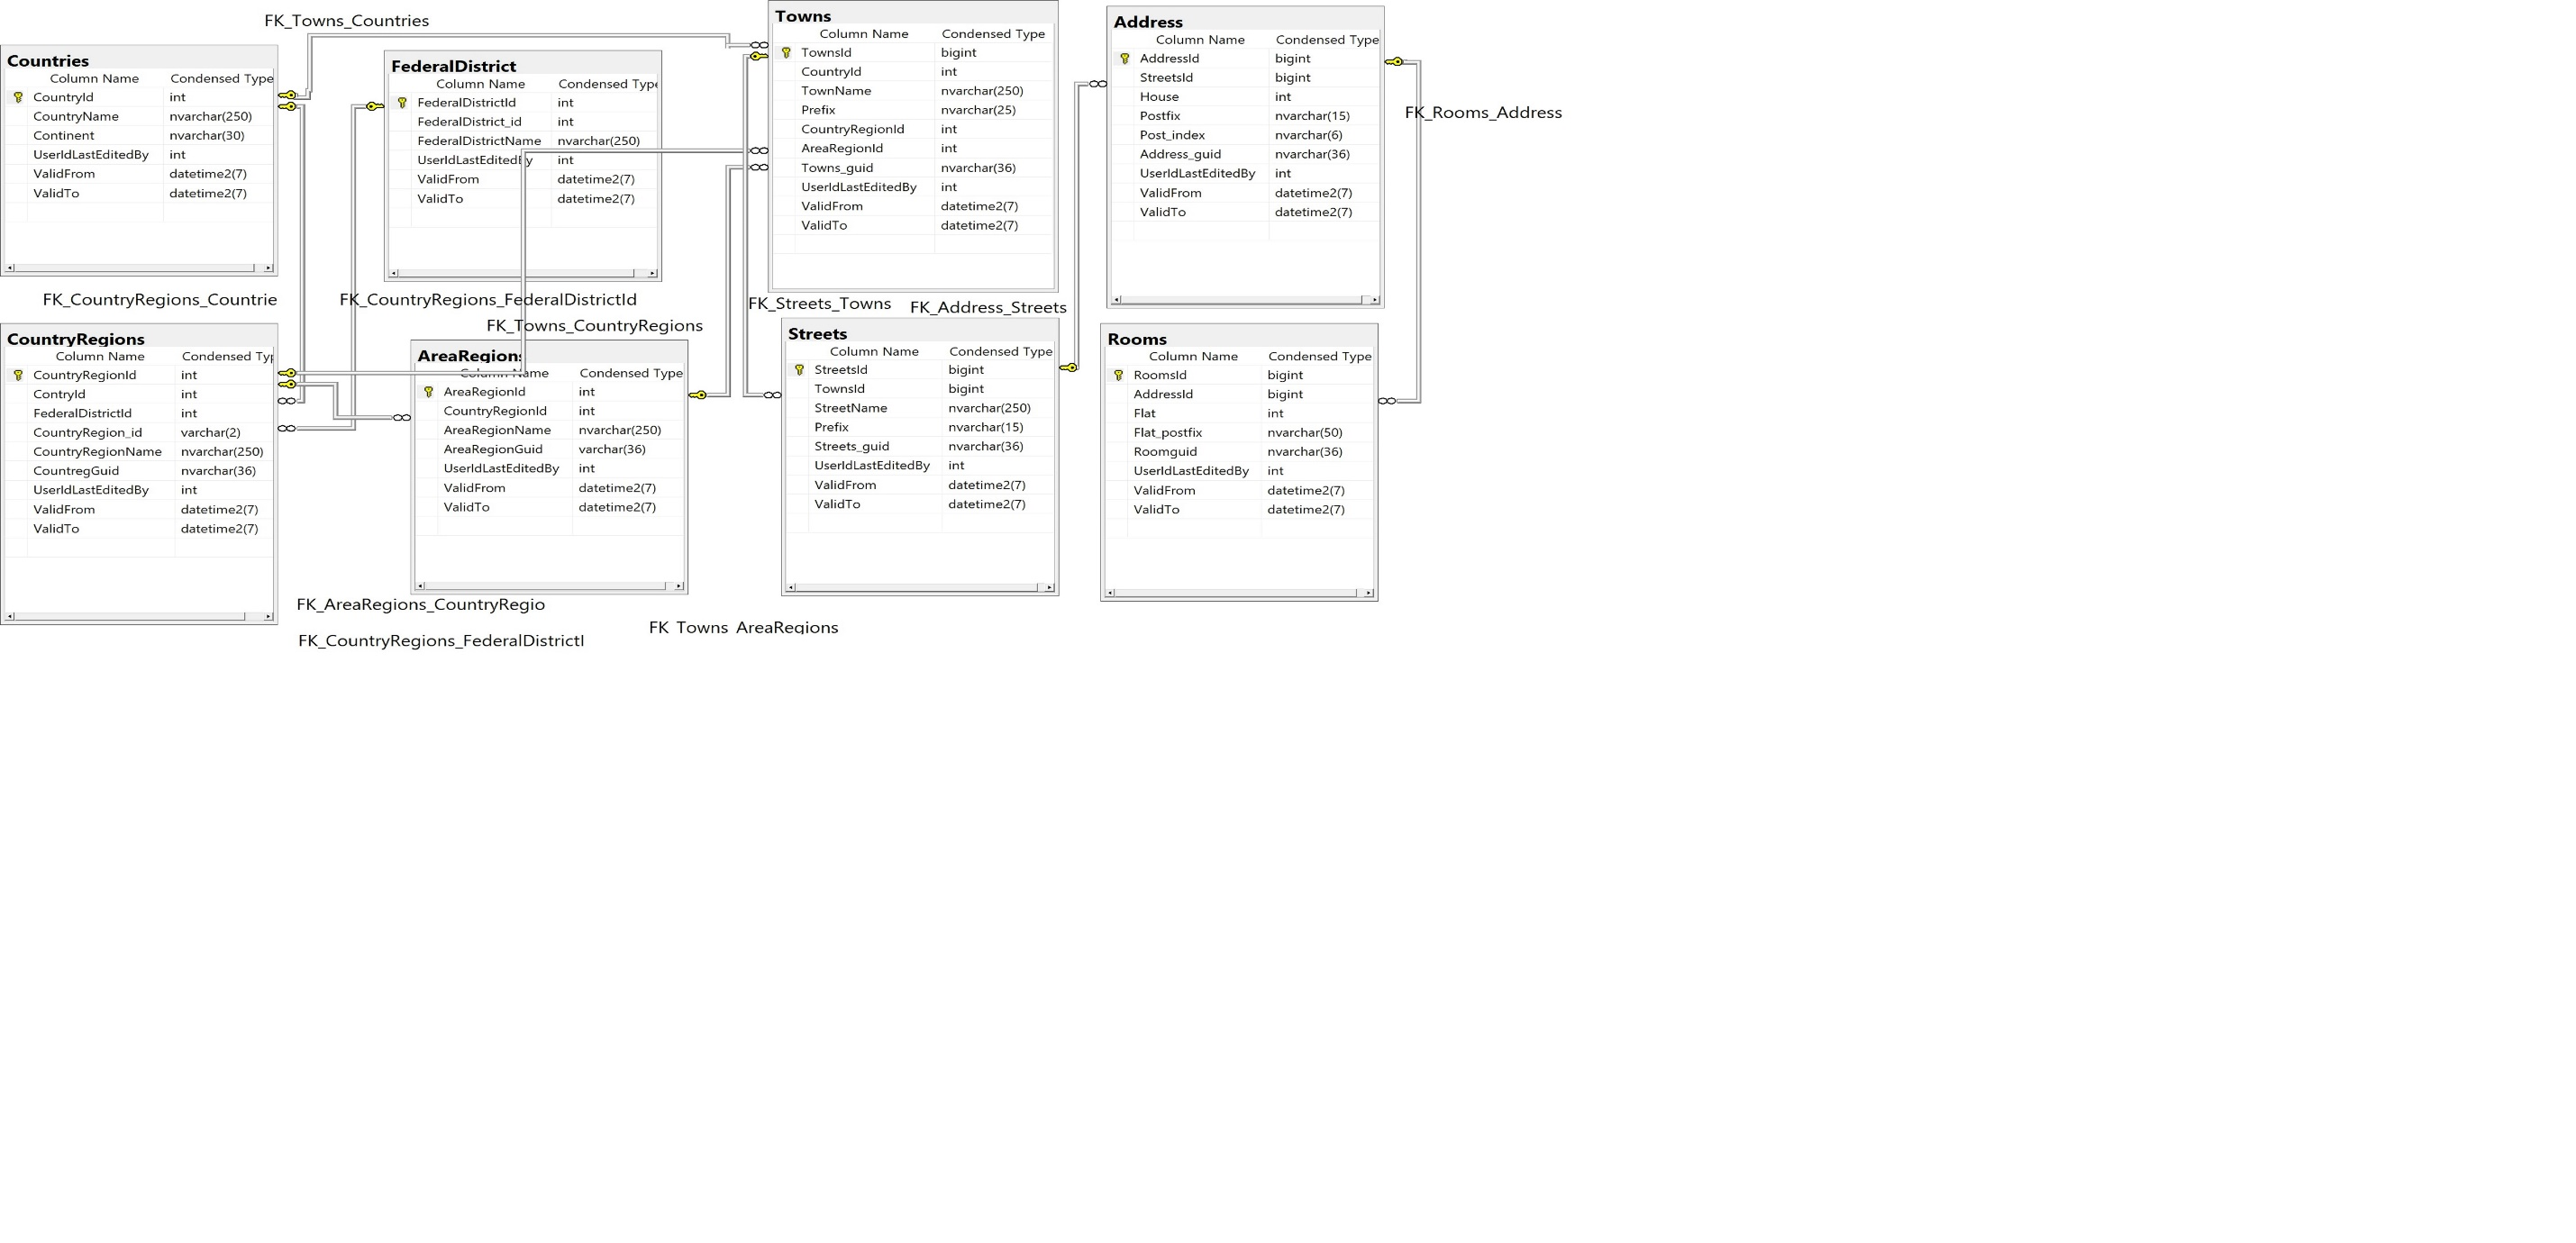 FK_Towns_Countries
Countries
Column Name Condensed Type
CountryId int
CountryName nvarchar(250)
Continent nvarchar(30)
UserIdLastEditedBy int
ValidFrom datetime2(7)
ValidTo datetime2(7)
FederalDistrict
Column Name Condensed Type
FederalDistrictId int
FederalDistrict_id int
FederalDistrictName nvarchar(250)
UserIdLastEditedBy int
ValidFrom datetime2(7)
ValidTo datetime2(7)
Towns
Column Name Condensed Type
TownsId bigint
CountryId int
TownName nvarchar(250)
Prefix nvarchar(25)
CountryRegionId int
AreaRegionId int
Towns_guid nvarchar(36)
UserIdLastEditedBy int
ValidFrom datetime2(7)
ValidTo datetime2(7)
Address
Column Name Condensed Type
AddressId bigint
StreetsId bigint
House int
Postfix nvarchar(15)
Post_index nvarchar(6)
Address_guid nvarchar(36)
UserIdLastEditedBy int
ValidFrom datetime2(7)
ValidTo datetime2(7)
FK_Rooms_Address
FK_CountryRegions_Countrie
FK_CountryRegions_FederalDistrictId
FK_Towns_CountryRegions
FK_Streets_Towns
FK_Address_Streets
CountryRegions
Column Name Condensed Typ
CountryRegionId int
ContryId int
FederalDistrictId int
CountryRegion_id varchar(2)
CountryRegionName nvarchar(250)
CountregGuid nvarchar(36)
UserIdLastEditedBy int
ValidFrom datetime2(7)
ValidTo datetime2(7)
AreaRegions
Column Name Condensed Type
AreaRegionId int
CountryRegionId int
AreaRegionName nvarchar(250)
AreaRegionGuid varchar(36)
UserIdLastEditedBy int
ValidFrom datetime2(7)
ValidTo datetime2(7)
Streets
Column Name Condensed Type
StreetsId bigint
TownsId bigint
StreetName nvarchar(250)
Prefix nvarchar(15)
Streets_guid nvarchar(36)
UserIdLastEditedBy int
ValidFrom datetime2(7)
ValidTo datetime2(7)
Rooms
Column Name Condensed Type
RoomsId bigint
AddressId bigint
Flat int
Flat_postfix nvarchar(50)
Roomguid nvarchar(36)
UserIdLastEditedBy int
ValidFrom datetime2(7)
ValidTo datetime2(7)
FK_AreaRegions_CountryRegio
FK_Towns_AreaRegions
FK_CountryRegions_FederalDistrictI